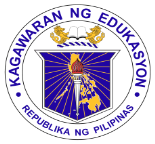 KAGAWARAN NG EDUKASYON
REPUBLIKA NG PILIPINAS